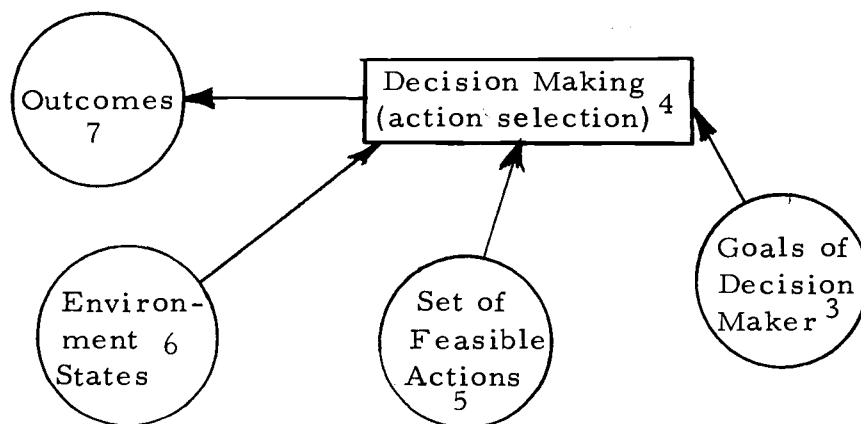 Outcomes
7
Decision Making
(action selection) 4
Environ-
ment 6
States
Set of
Feasible
Actions
5
Goals of
Decision
Maker 3